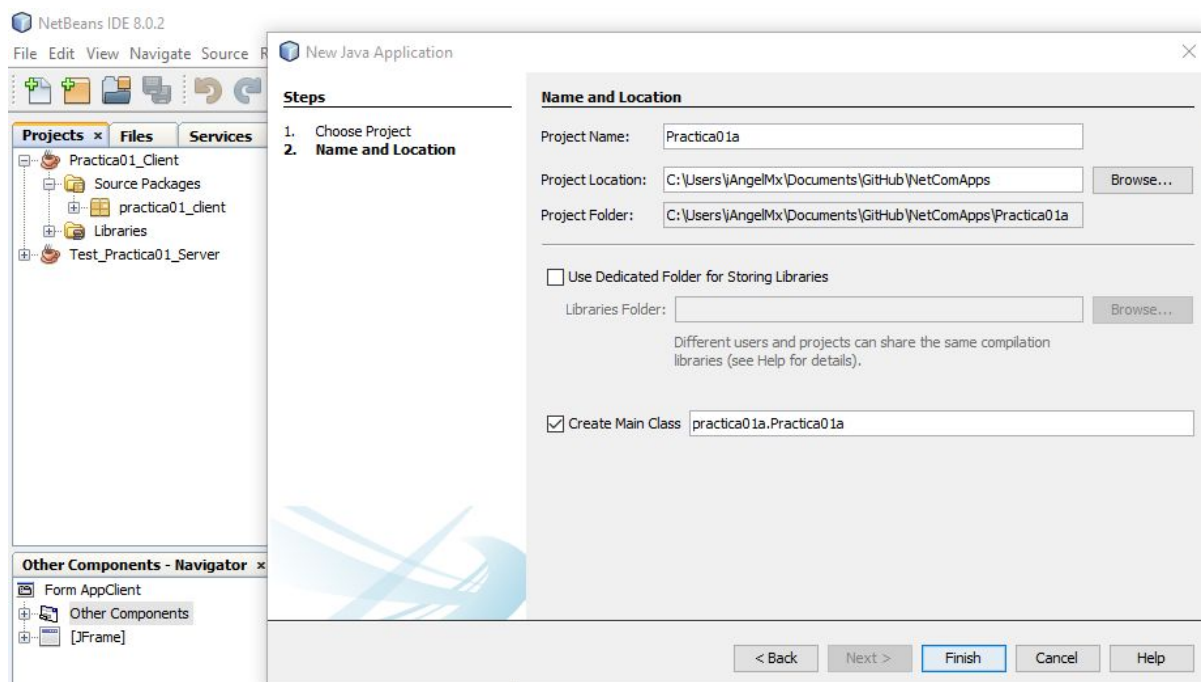 NetBeans IDE 8.0.2
File Edit View Navigate Source R
Projects × Files Services
Practica01_Client
Source Packages
practica01_client
Libraries
Test_Practica01_Server
Other Components - Navigator ×
Form AppClient
Other Components
[JFrame]
New Java Application
Steps
1. Choose Project
2. Name and Location
Name and Location
Project Name: Practica01a
Project Location: C:\Users\iAngelMx\Documents\GitHub\NetComApps Browse...
Project Folder: C:\Users\iAngelMx\Documents\GitHub\NetComApps\Practica01a
Use Dedicated Folder for Storing Libraries
Libraries Folder: Browse...
Different users and projects can share the same compilation
libraries (see Help for details).
Create Main Class practica01a.Practica01a
< Back Next > Finish Cancel Help